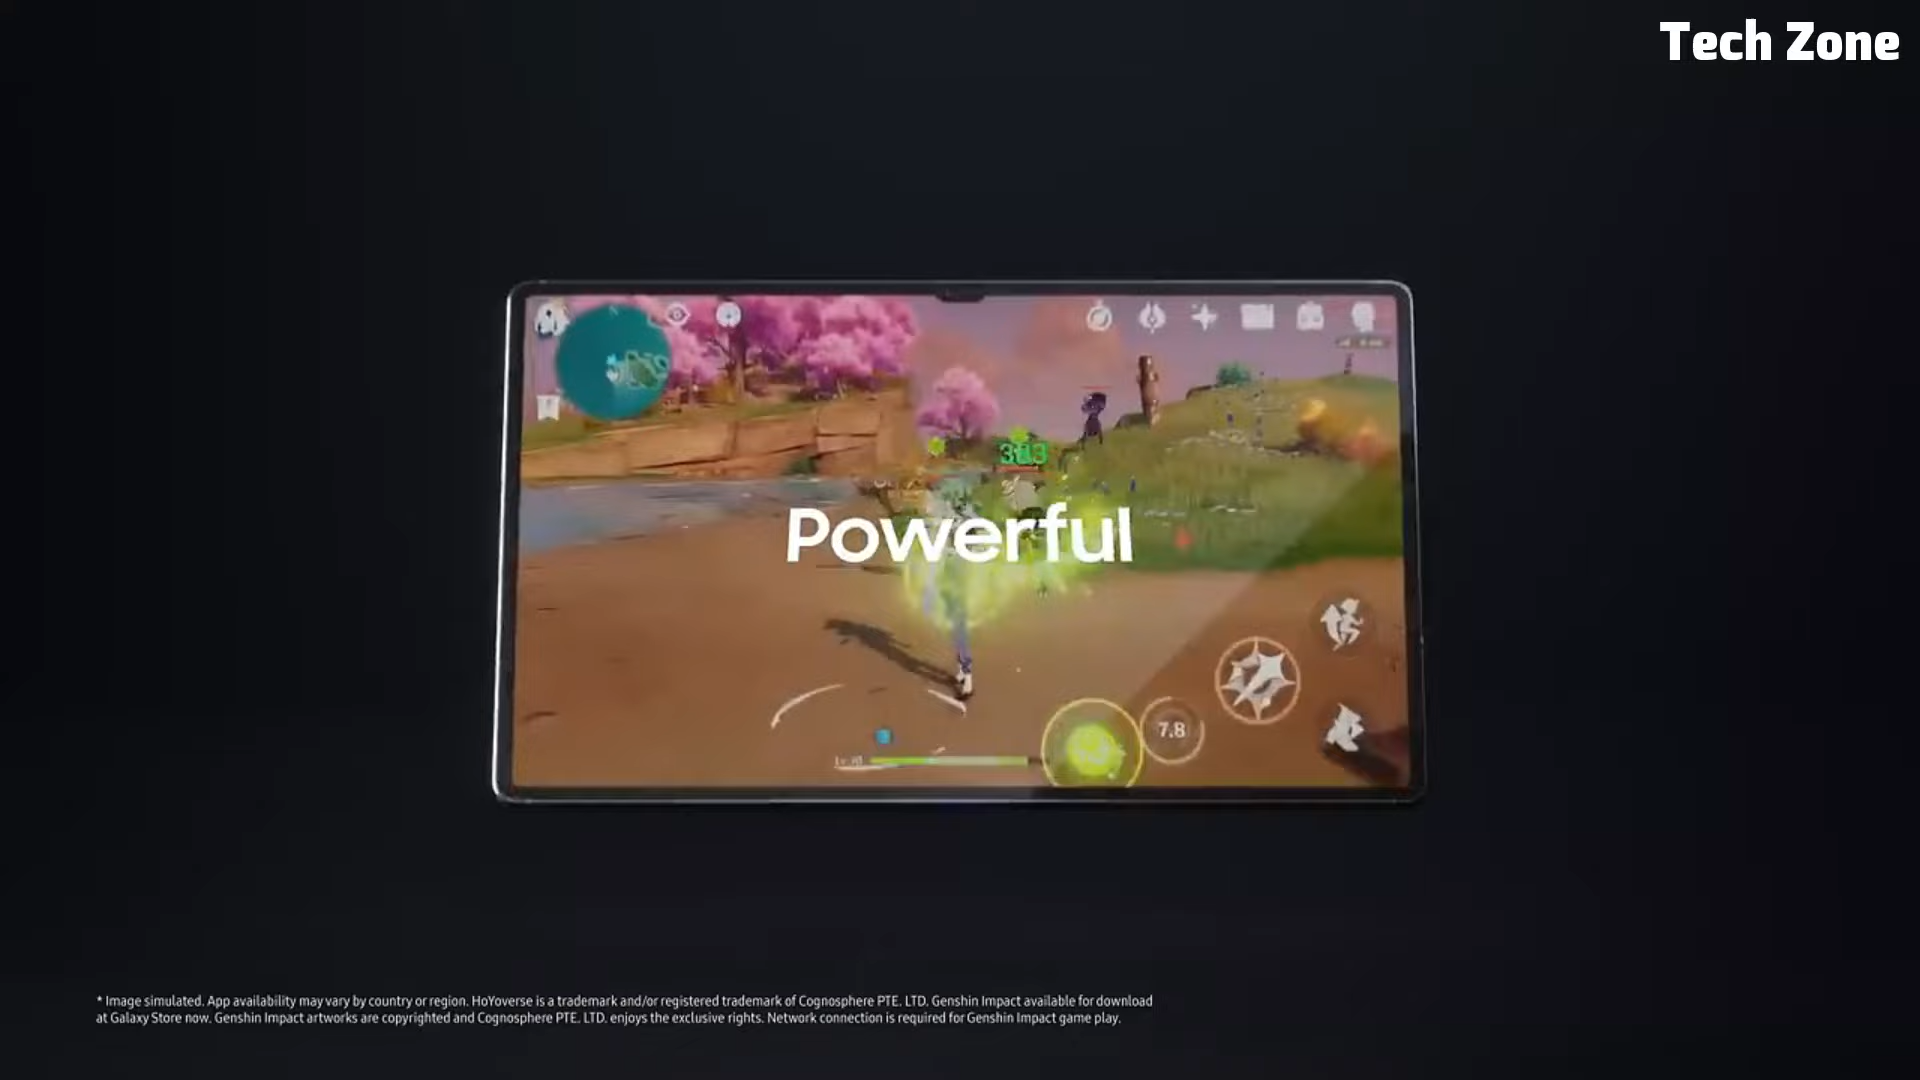 Tech Zone
Powerful
7.8
* Image simulated. App availability may vary by country or region. HoYoverse is a trademark and/or registered trademark of Cognosphere PTE. LTD. Genshin Impact available for download
at Galaxy Store now. Genshin Impact artworks are copyrighted and Cognosphere PTE. LTD. enjoys the exclusive rights. Network connection is required for Genshin Impact game play.